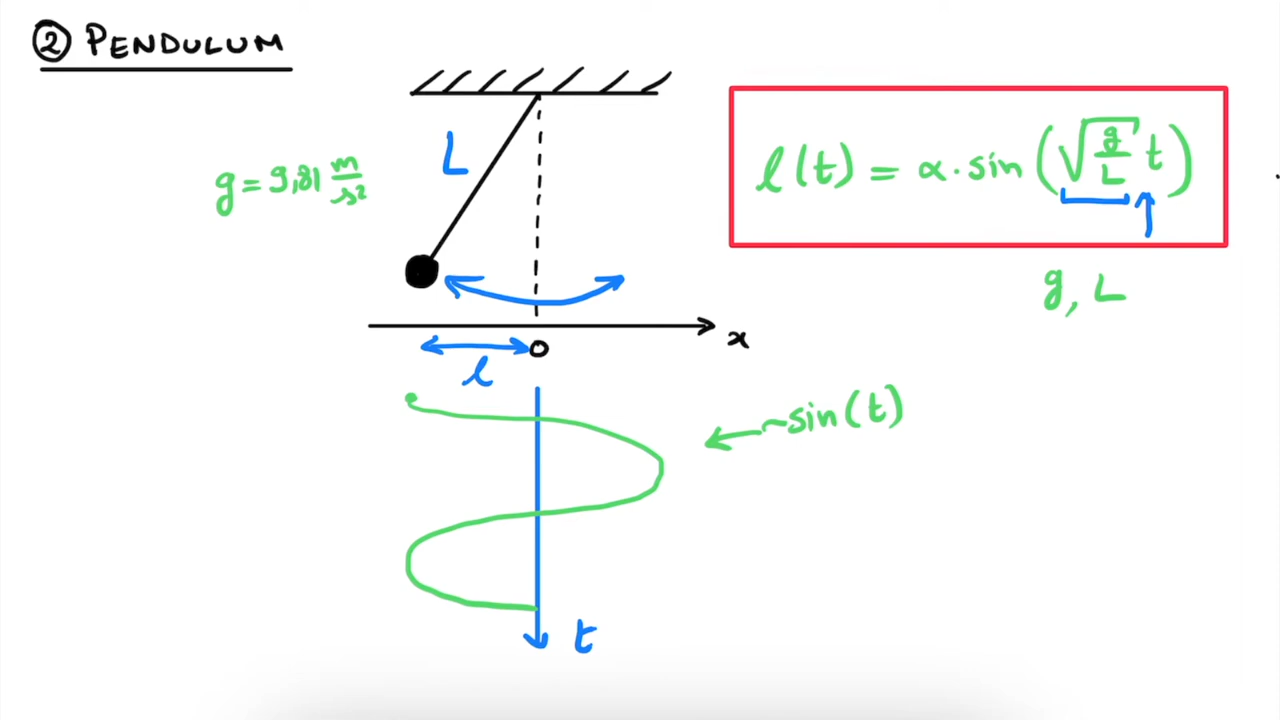 ② PENDULUM
L
g = 9,81 m/s²
l(t) = α · sin(√(g/L) t)
g, L
x
0
l
~sin(t)
t